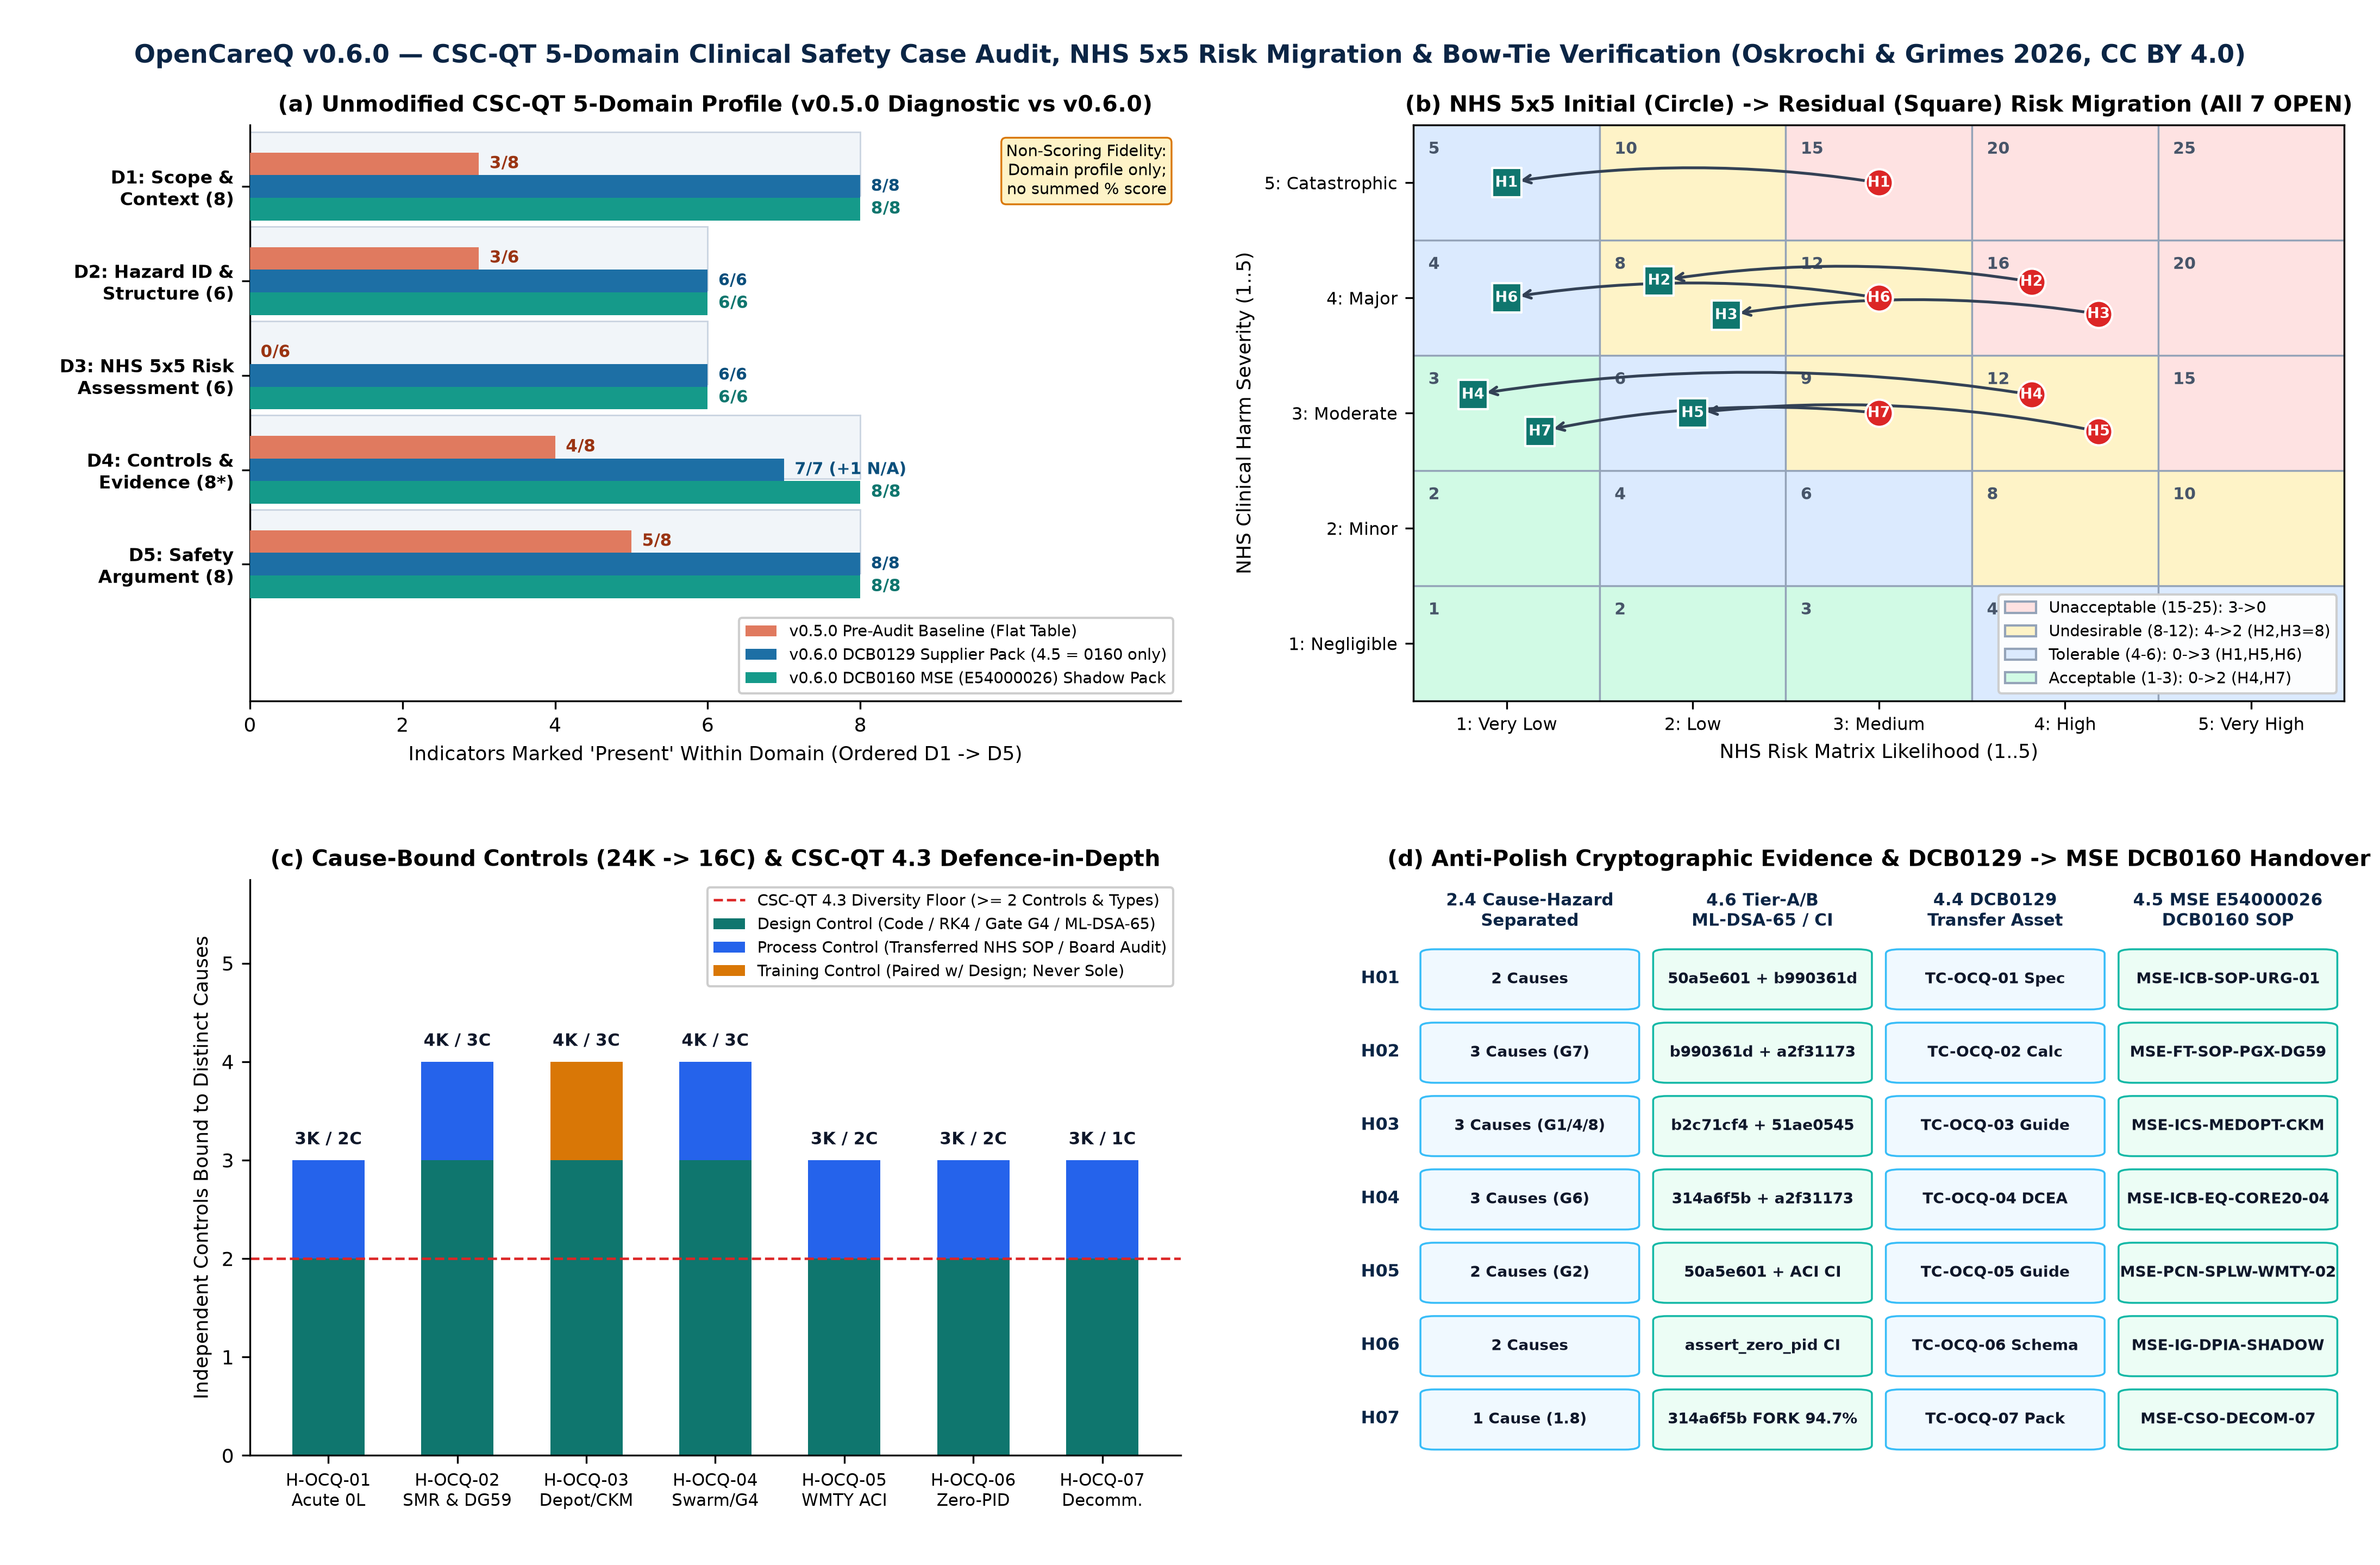 OpenCareQ v0.6.0 — CSC-QT 5-Domain Clinical Safety Case Audit, NHS 5x5 Risk Migration & Bow-Tie Verification (Oskrochi & Grimes 2026, CC BY 4.0)
(a) Unmodified CSC-QT 5-Domain Profile (v0.5.0 Diagnostic vs v0.6.0)
Non-Scoring Fidelity:
Domain profile only;
no summed % score
D1: Scope &
Context (8)
3/8
8/8
8/8
D2: Hazard ID &
Structure (6)
3/6
6/6
6/6
D3: NHS 5x5 Risk
Assessment (6)
0/6
6/6
6/6
D4: Controls &
Evidence (8*)
4/8
7/7 (+1 N/A)
8/8
D5: Safety
Argument (8)
5/8
8/8
8/8
v0.5.0 Pre-Audit Baseline (Flat Table)
v0.6.0 DCB0129 Supplier Pack (4.5 = 0160 only)
v0.6.0 DCB0160 MSE (E54000026) Shadow Pack
0 2 4 6 8
Indicators Marked 'Present' Within Domain (Ordered D1 -> D5)
(b) NHS 5x5 Initial (Circle) -> Residual (Square) Risk Migration (All 7 OPEN)
NHS Clinical Harm Severity (1..5)
5 10 15 20 25
5: Catastrophic
H1 H1
4 8 12 16 20
4: Major
H2 H2
H6 H6
H3 H3
3 6 9 12 15
3: Moderate
H4 H4
H5 H7
H7 H5
2 4 6 8 10
2: Minor
1 2 3 4
1: Negligible
Unacceptable (15-25): 3->0
Undesirable (8-12): 4->2 (H2,H3=8)
Tolerable (4-6): 0->3 (H1,H5,H6)
Acceptable (1-3): 0->2 (H4,H7)
1: Very Low 2: Low 3: Medium 4: High 5: Very High
NHS Risk Matrix Likelihood (1..5)
(c) Cause-Bound Controls (24K -> 16C) & CSC-QT 4.3 Defence-in-Depth
CSC-QT 4.3 Diversity Floor (>= 2 Controls & Types)
Design Control (Code / RK4 / Gate G4 / ML-DSA-65)
Process Control (Transferred NHS SOP / Board Audit)
Training Control (Paired w/ Design; Never Sole)
Independent Controls Bound to Distinct Causes
5
4
3
2
1
0
3K / 2C
4K / 3C
4K / 3C
4K / 3C
3K / 2C
3K / 2C
3K / 1C
H-OCQ-01
Acute 0L
H-OCQ-02
SMR & DG59
H-OCQ-03
Depot/CKM
H-OCQ-04
Swarm/G4
H-OCQ-05
WMTY ACI
H-OCQ-06
Zero-PID
H-OCQ-07
Decomm.
(d) Anti-Polish Cryptographic Evidence & DCB0129 -> MSE DCB0160 Handover
2.4 Cause-Hazard
Separated
4.6 Tier-A/B
ML-DSA-65 / CI
4.4 DCB0129
Transfer Asset
4.5 MSE E54000026
DCB0160 SOP
H01 2 Causes 50a5e601 + b990361d TC-OCQ-01 Spec MSE-ICB-SOP-URG-01
H02 3 Causes (G7) b990361d + a2f31173 TC-OCQ-02 Calc MSE-FT-SOP-PGX-DG59
H03 3 Causes (G1/4/8) b2c71cf4 + 51ae0545 TC-OCQ-03 Guide MSE-ICS-MEDOPT-CKM
H04 3 Causes (G6) 314a6f5b + a2f31173 TC-OCQ-04 DCEA MSE-ICB-EQ-CORE20-04
H05 2 Causes (G2) 50a5e601 + ACI CI TC-OCQ-05 Guide MSE-PCN-SPLW-WMTY-02
H06 2 Causes assert_zero_pid CI TC-OCQ-06 Schema MSE-IG-DPIA-SHADOW
H07 1 Cause (1.8) 314a6f5b FORK 94.7% TC-OCQ-07 Pack MSE-CSO-DECOM-07